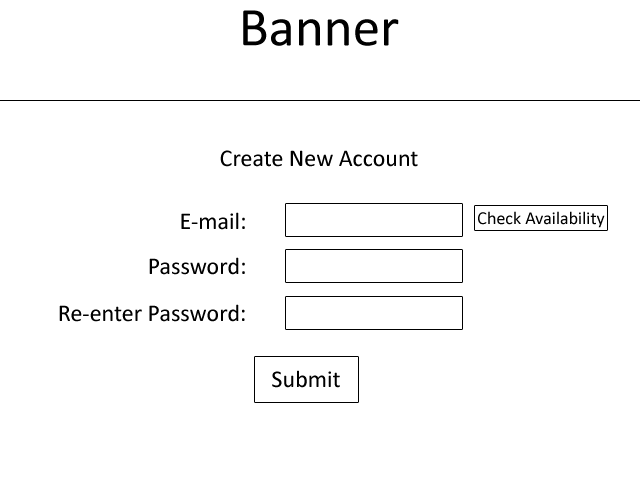 Banner
Create New Account
E-mail:
Check Availability
Password:
Re-enter Password:
Submit